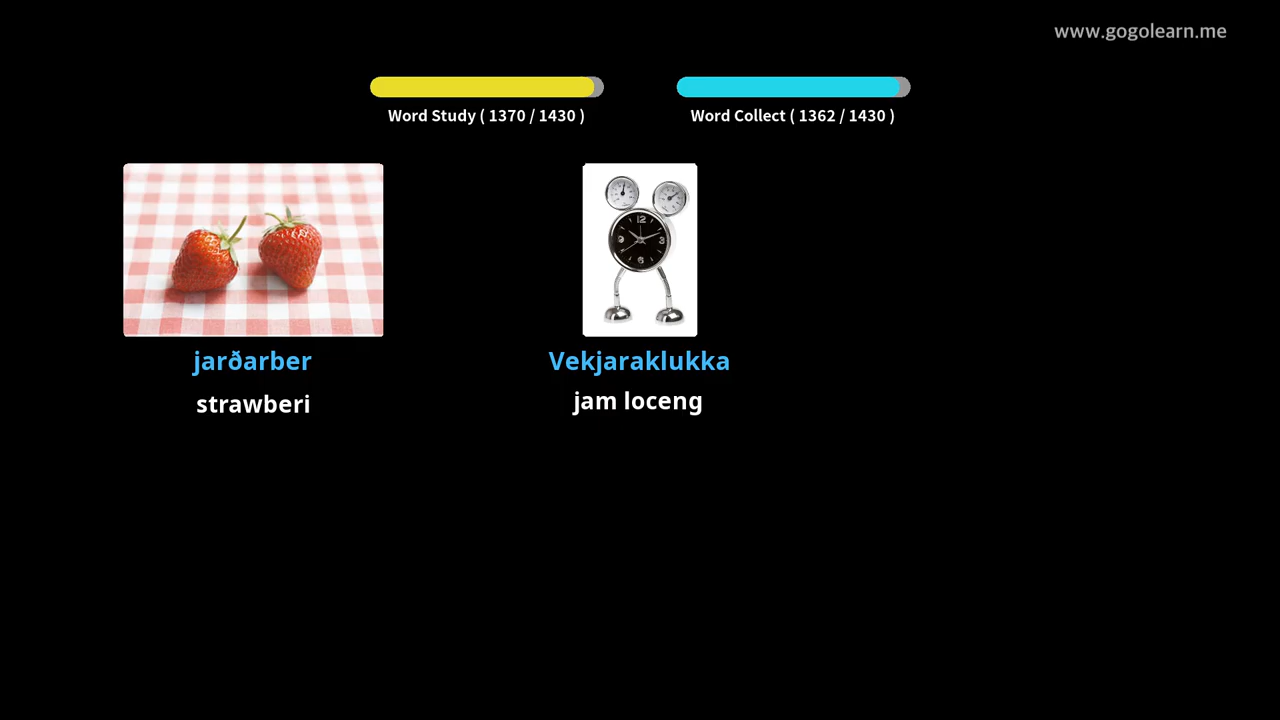 www.gogolearn.me
Word Study ( 1370 / 1430 )
Word Collect ( 1362 / 1430 )
jarðarber
Vekjaraklukka
strawberi
jam loceng